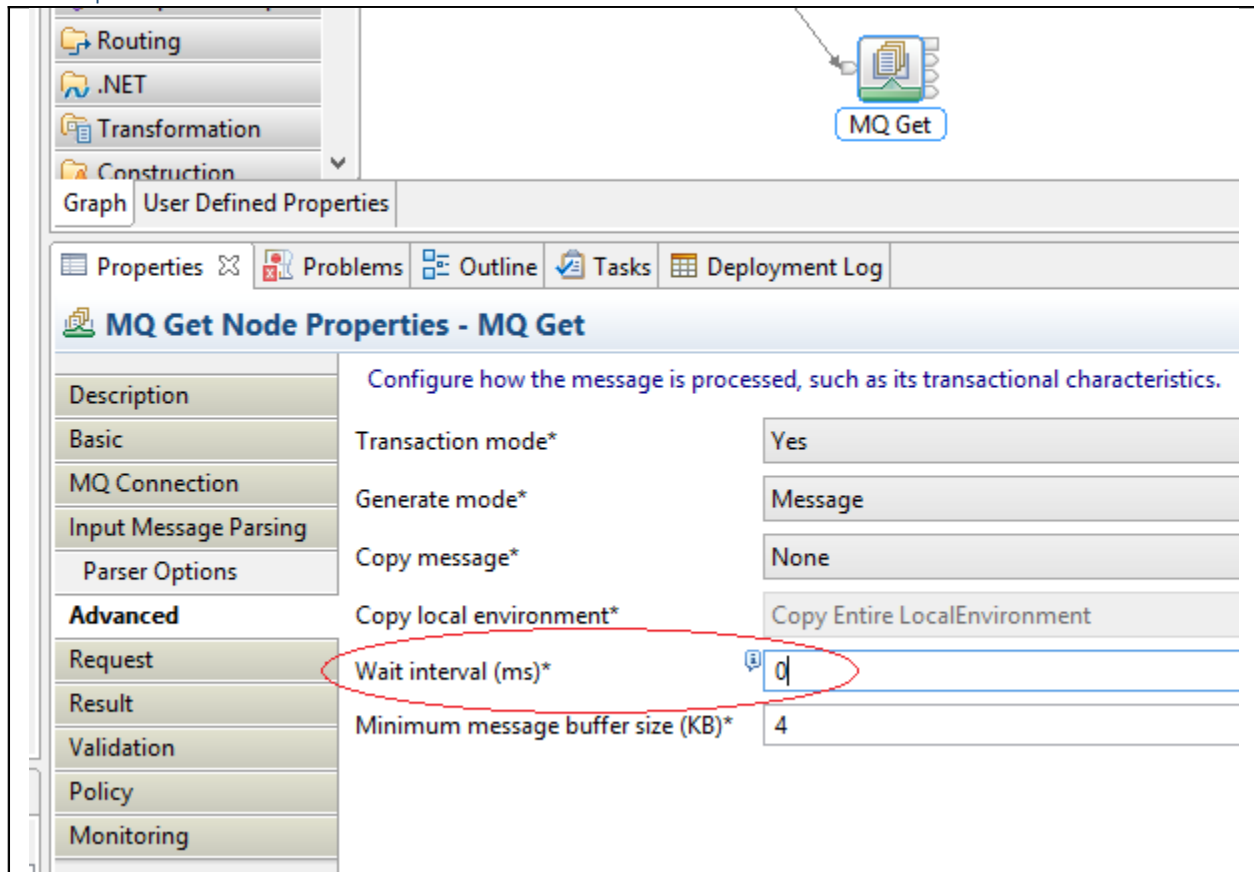 Routing
.NET
Transformation
Construction
MQ Get
Graph User Defined Properties
Properties Problems Outline Tasks Deployment Log
MQ Get Node Properties - MQ Get
Configure how the message is processed, such as its transactional characteristics.
Description
Basic
MQ Connection
Input Message Parsing
Parser Options
Advanced
Request
Result
Validation
Policy
Monitoring
Transaction mode* Yes
Generate mode* Message
Copy message* None
Copy local environment* Copy Entire LocalEnvironment
Wait interval (ms)* 0
Minimum message buffer size (KB)* 4